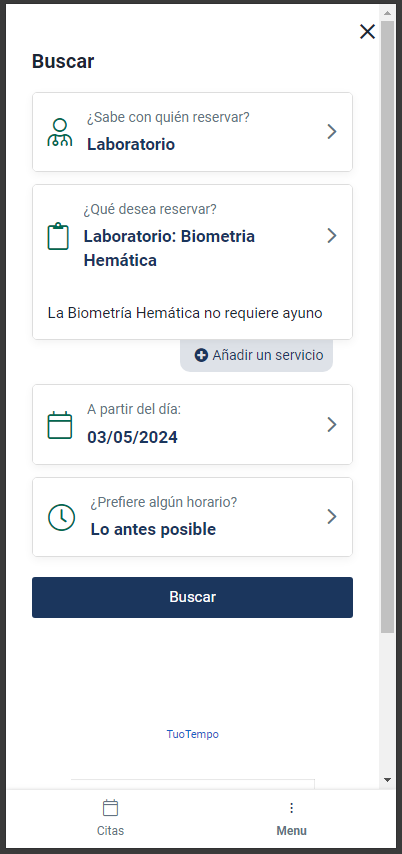 Buscar
¿Sabe con quién reservar?
Laboratorio
¿Qué desea reservar?
Laboratorio: Biometria
Hemática
La Biometría Hemática no requiere ayuno
Añadir un servicio
A partir del día:
03/05/2024
¿Prefiere algún horario?
Lo antes posible
Buscar
TuoTempo
Citas
Menu